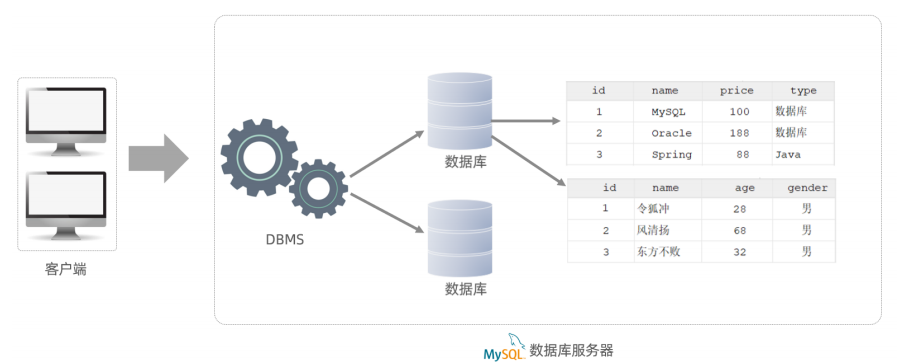 客户端
DBMS
数据库
数据库
id name price type
1 MySQL 100 数据库
2 Oracle 188 数据库
3 Spring 88 Java
id name age gender
1 令狐冲 28 男
2 风清扬 68 男
3 东方不败 32 男
MySQL 数据库服务器